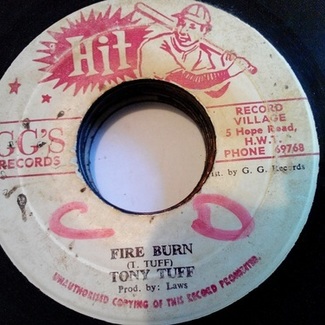 Hit
GG'S
RECORDS
RECORD
VILLAGE
5 Hope Road,
H.W.T.
PHONE 69768
Dist. by G. G. Records
C D
FIRE BURN
(T. TUFF)
TONY TUFF
Prod. by: Laws
UNAUTHORISED COPYING OF THIS RECORD PROHIBITED.